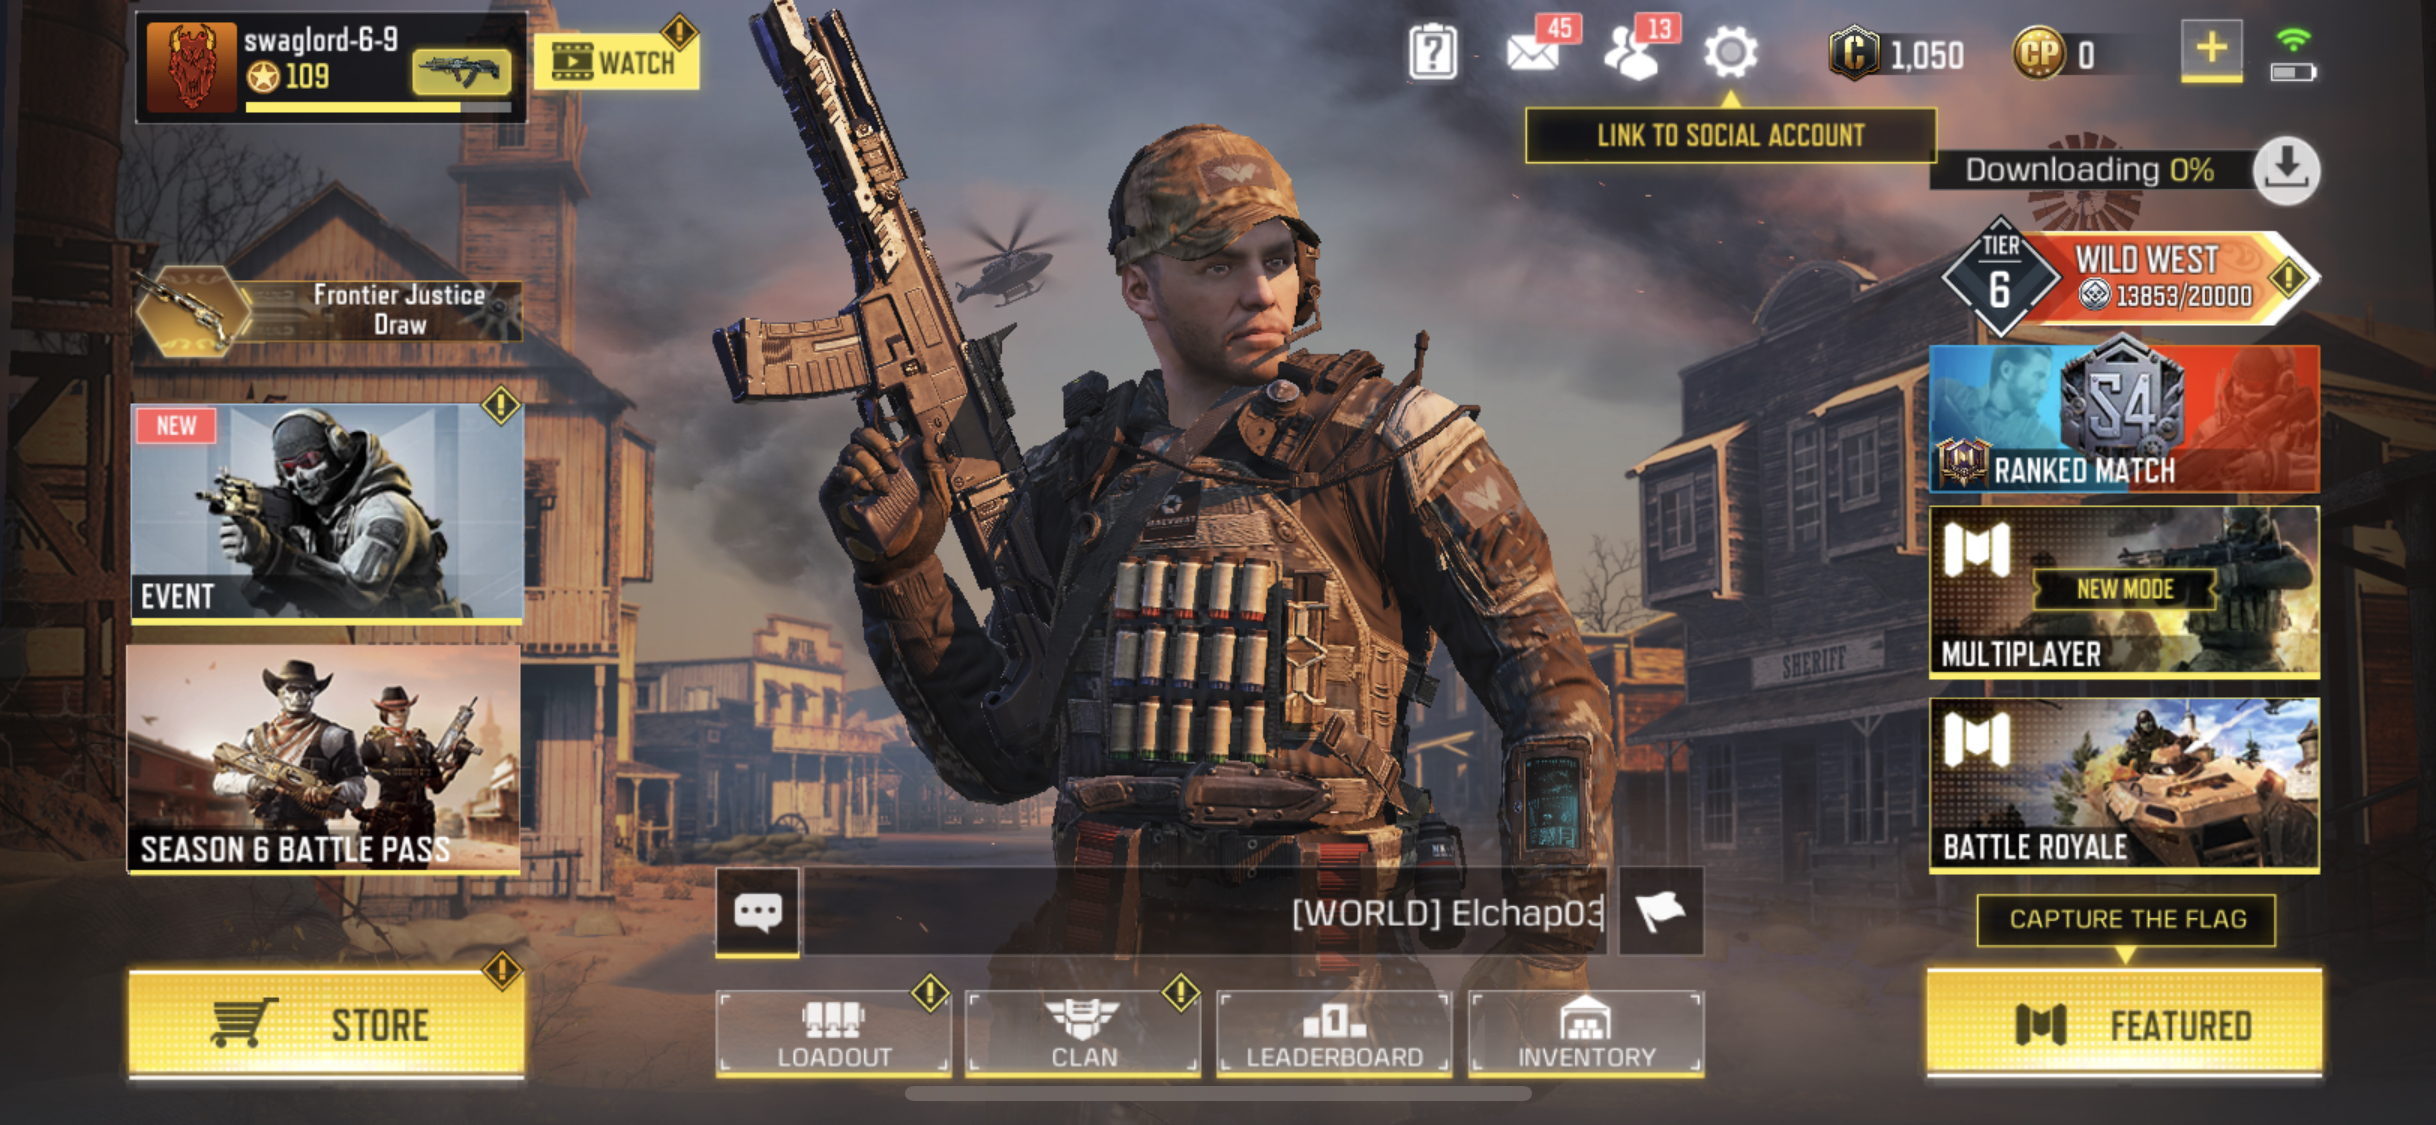 swaglord-6-9
109
WATCH
45
13
1,050
CP
0
LINK TO SOCIAL ACCOUNT
Downloading 0%
TIER
6
WILD WEST
13853/20000
Frontier Justice
Draw
NEW
EVENT
S4
RANKED MATCH
NEW MODE
MULTIPLAYER
SHERIFF
SEASON 6 BATTLE PASS
BATTLE ROYALE
[WORLD] Elchap03
CAPTURE THE FLAG
STORE
LOADOUT
CLAN
LEADERBOARD
INVENTORY
FEATURED